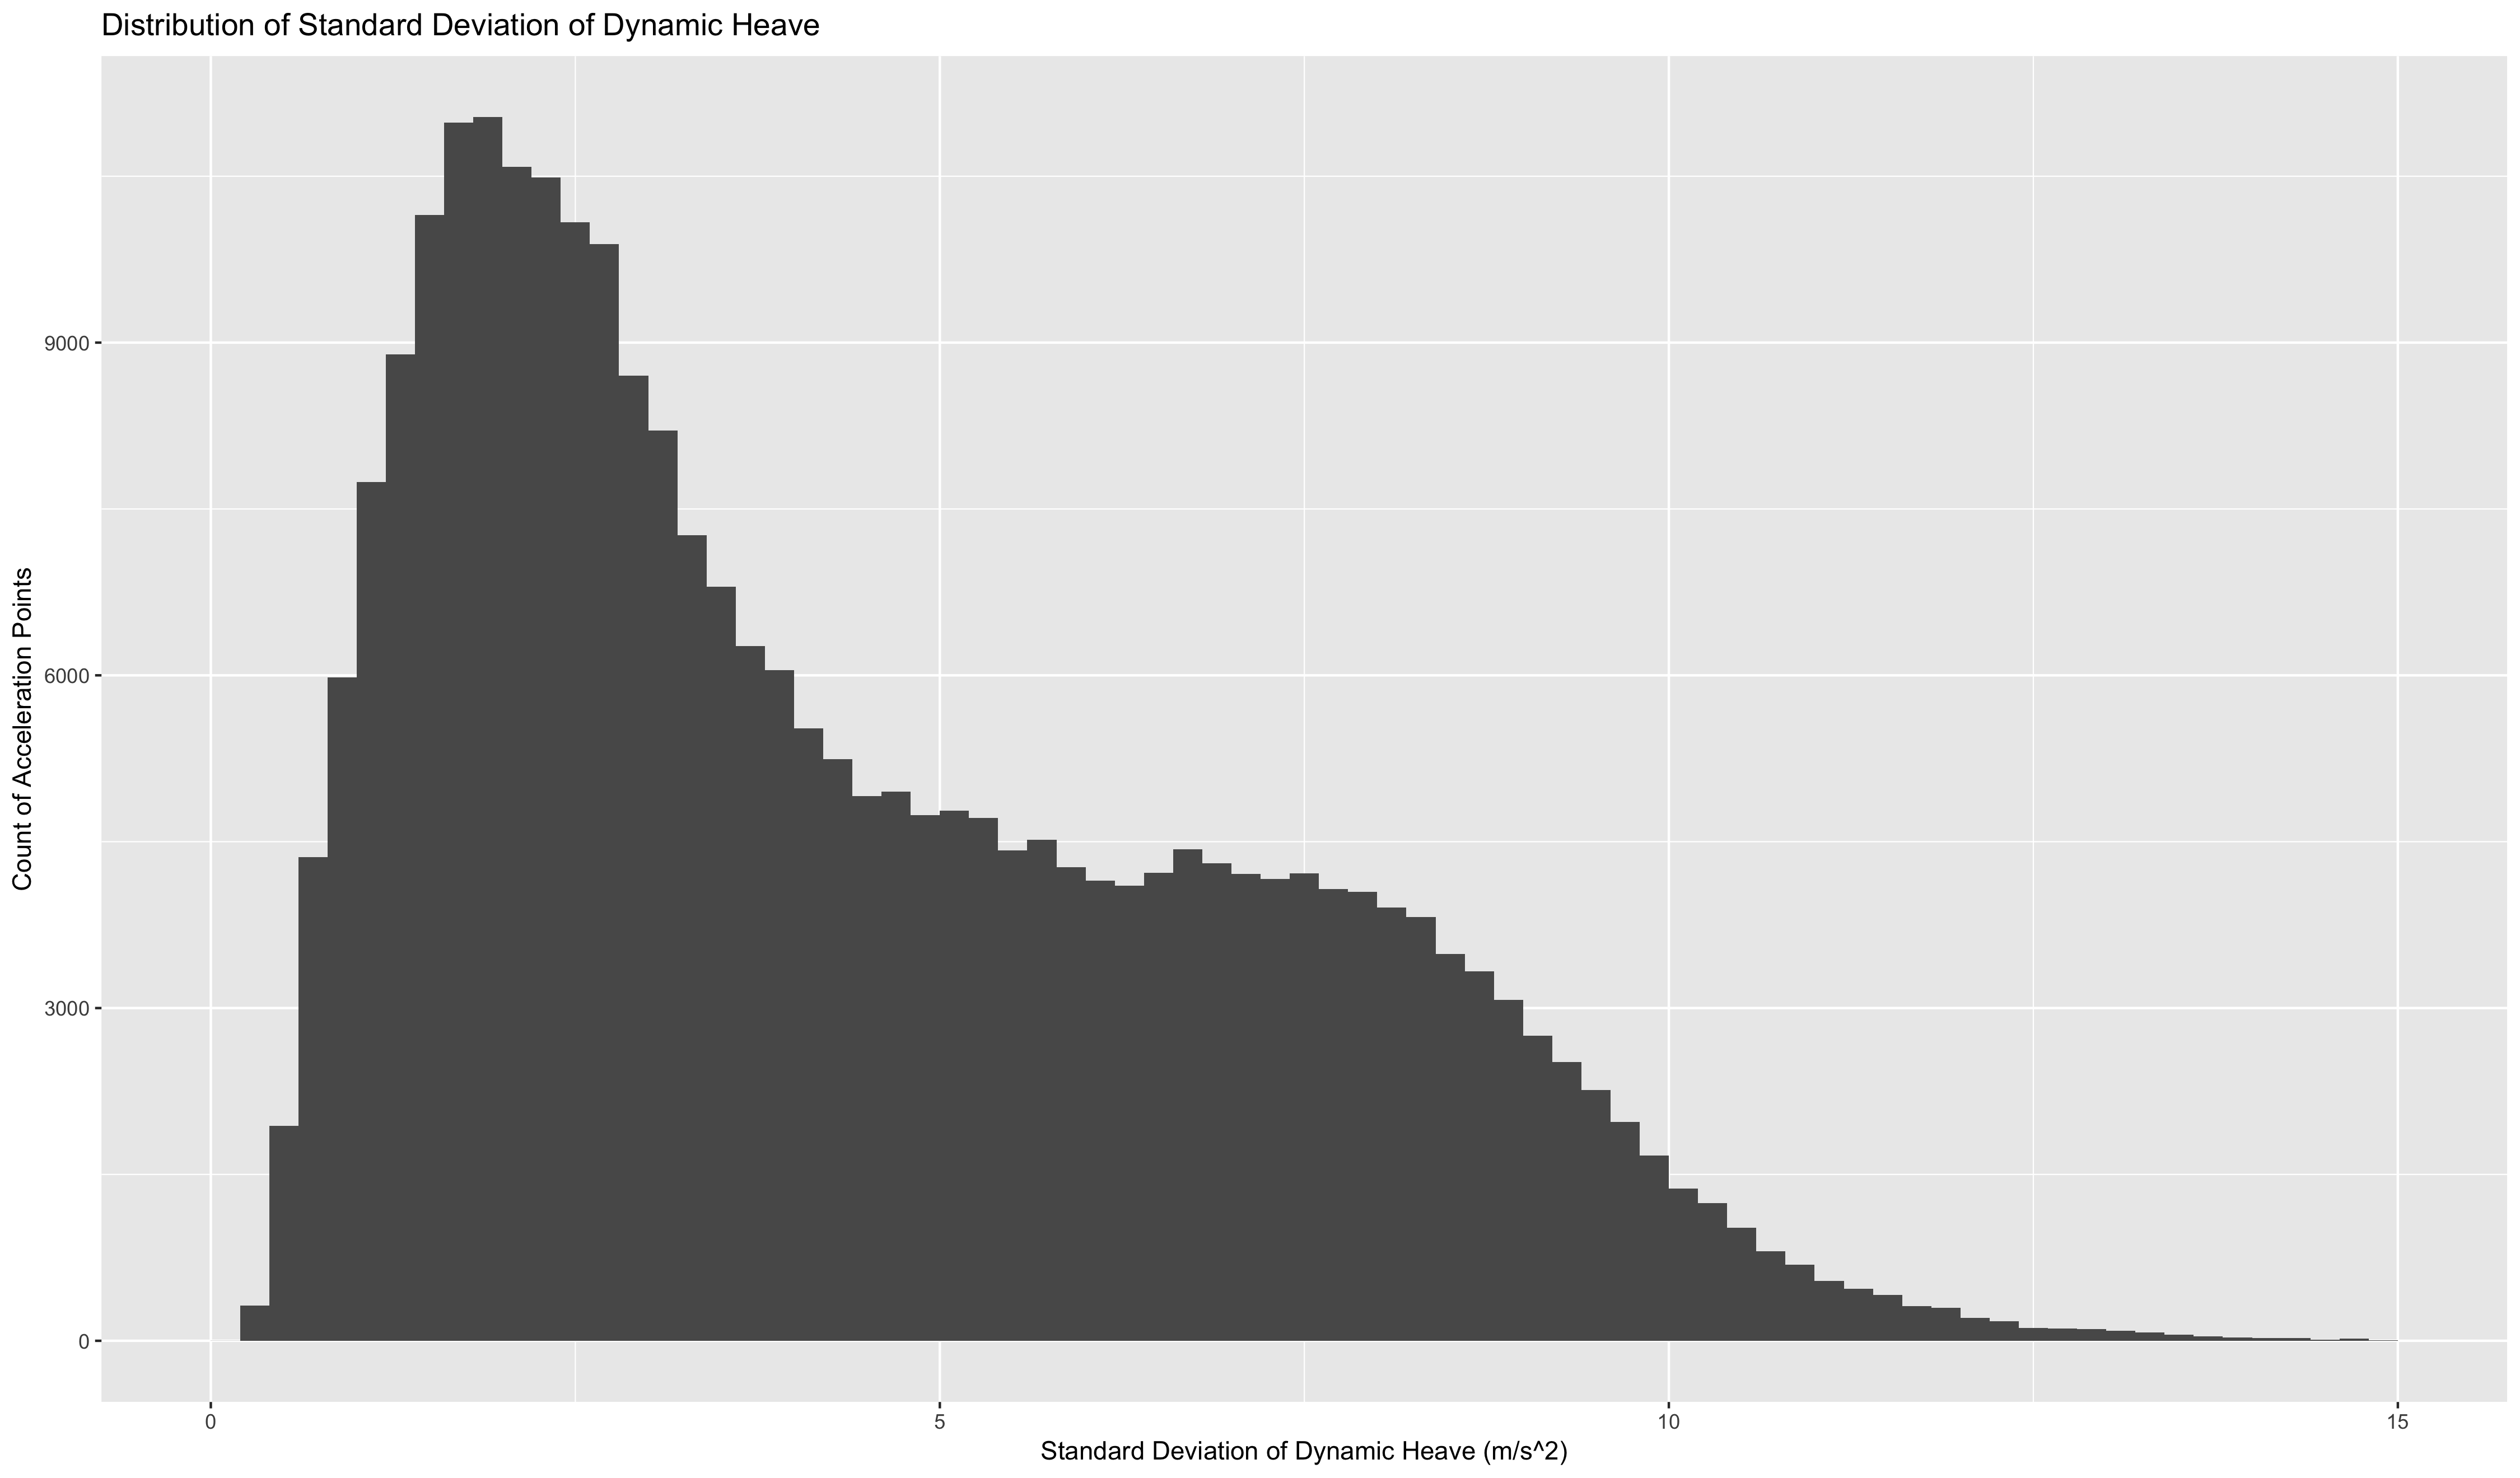 Distribution of Standard Deviation of Dynamic Heave
Count of Acceleration Points
9000
6000
3000
0
0
5
10
15
Standard Deviation of Dynamic Heave (m/s^2)